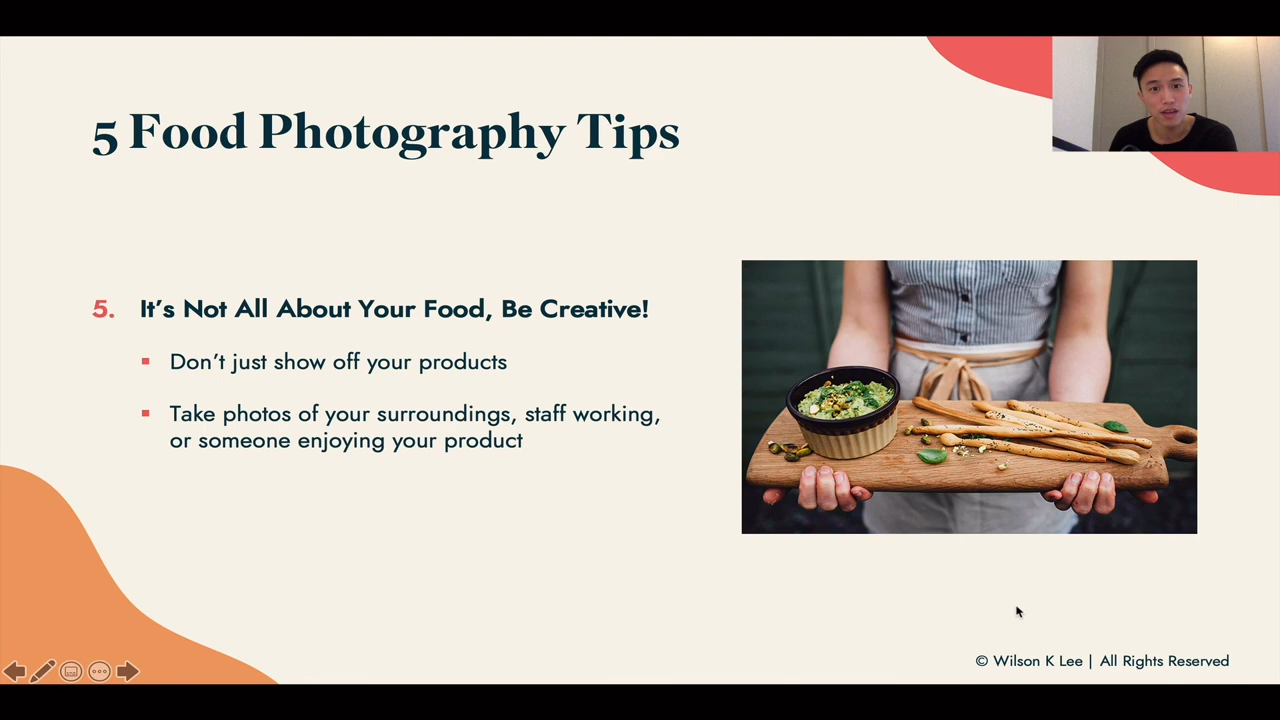 5 Food Photography Tips
5. It’s Not All About Your Food, Be Creative!
▪ Don’t just show off your products
▪ Take photos of your surroundings, staff working,
or someone enjoying your product
© Wilson K Lee | All Rights Reserved